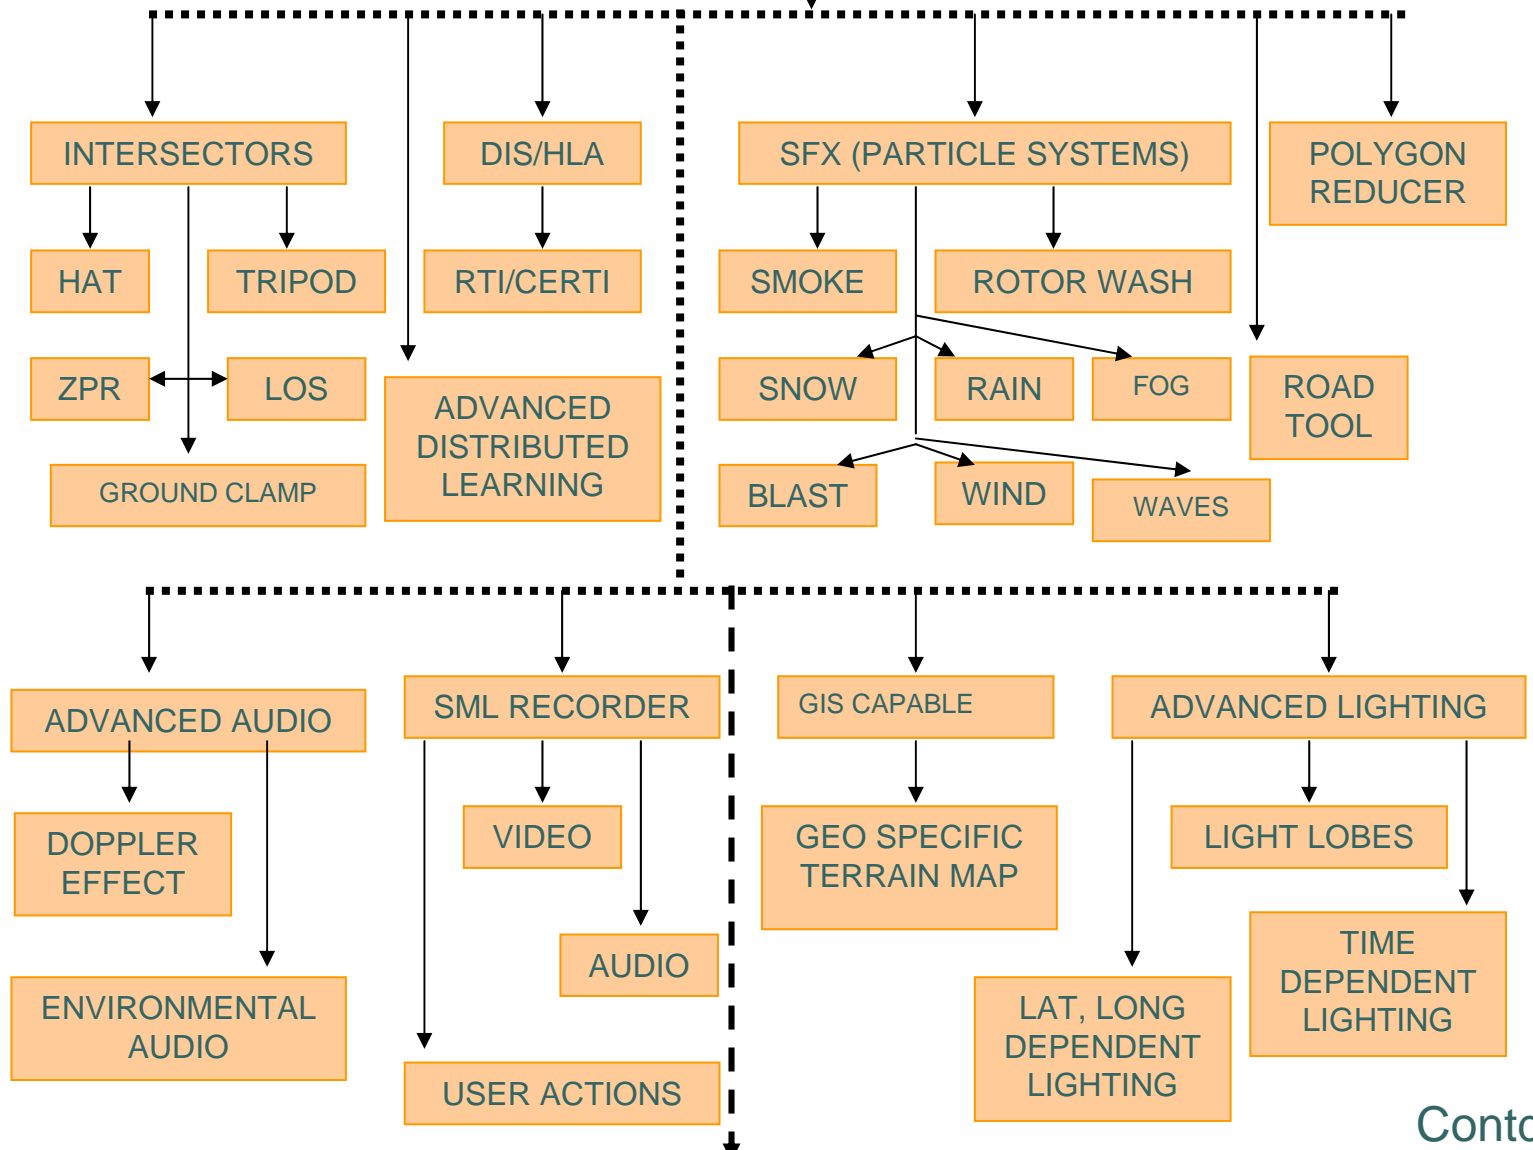 INTERSECTORS
DIS/HLA
SFX (PARTICLE SYSTEMS)
POLYGON
REDUCER
HAT
TRIPOD
RTI/CERTI
SMOKE
ROTOR WASH
ZPR
LOS
ADVANCED
DISTRIBUTED
LEARNING
SNOW
RAIN
FOG
ROAD
TOOL
GROUND CLAMP
BLAST
WIND
WAVES
ADVANCED AUDIO
SML RECORDER
GIS CAPABLE
ADVANCED LIGHTING
DOPPLER
EFFECT
VIDEO
GEO SPECIFIC
TERRAIN MAP
LIGHT LOBES
AUDIO
TIME
DEPENDENT
LIGHTING
ENVIRONMENTAL
AUDIO
LAT, LONG
DEPENDENT
LIGHTING
USER ACTIONS